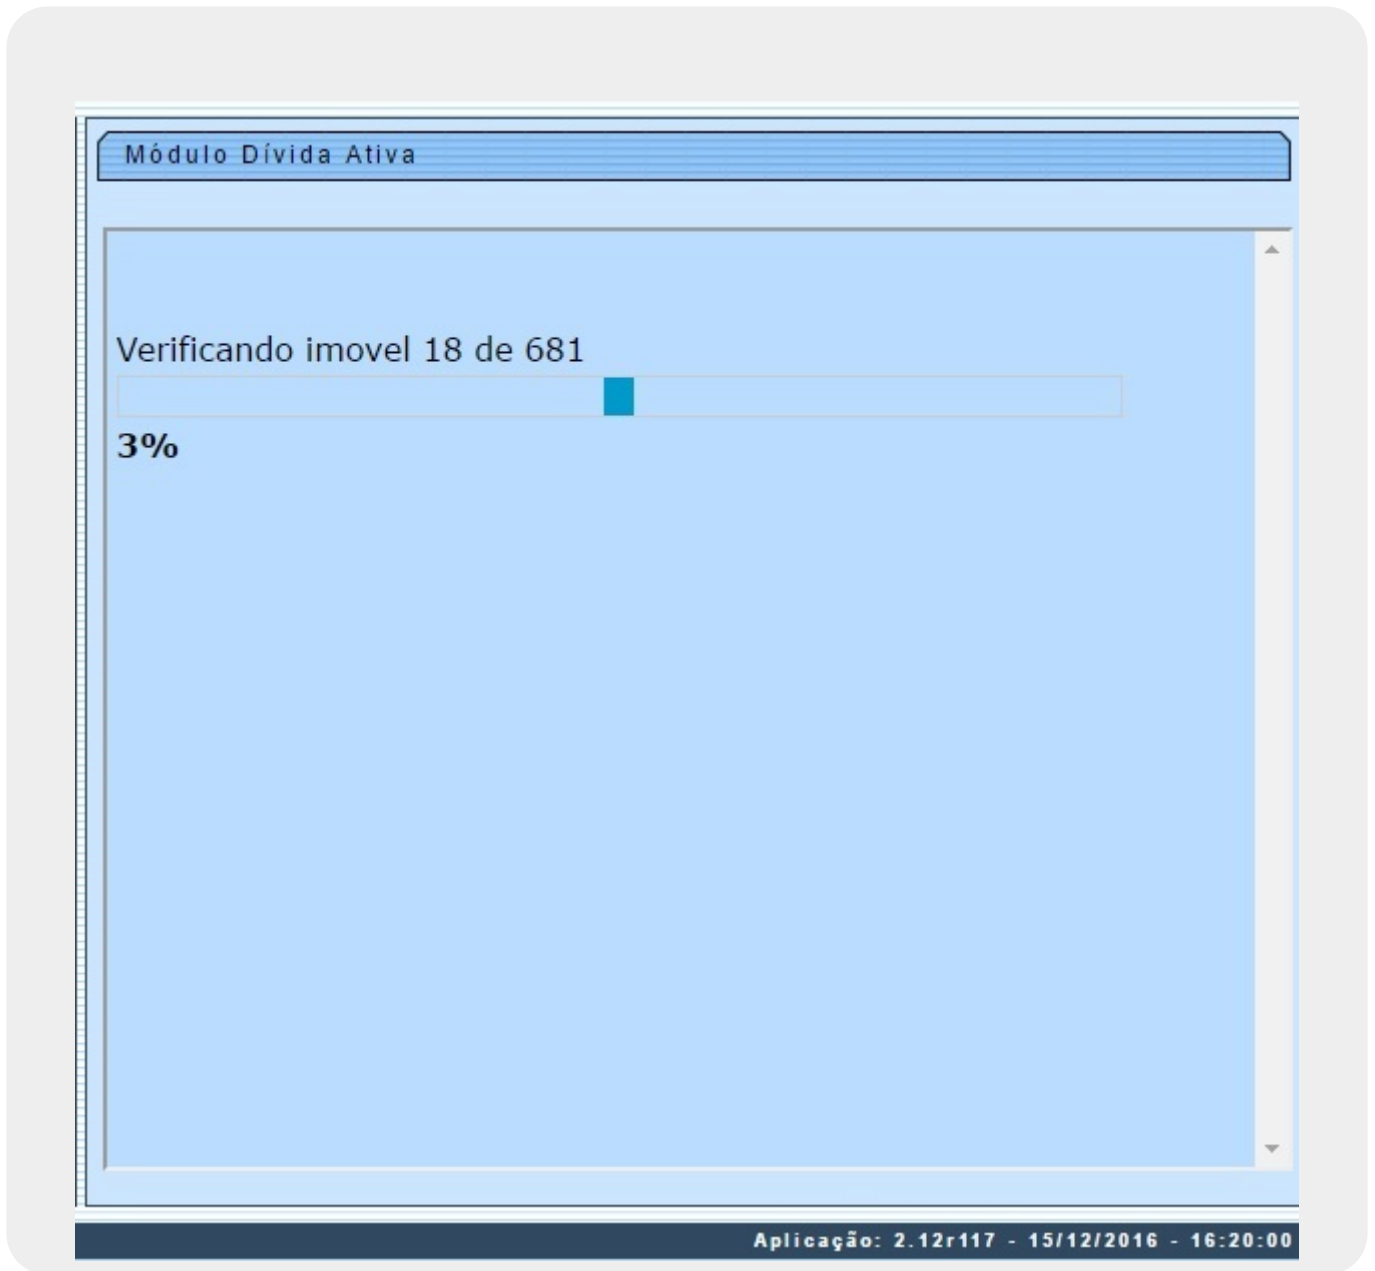 Módulo Dívida Ativa
Verificando imovel 18 de 681
3%
Aplicação: 2.12r117 - 15/12/2016 - 16:20:00